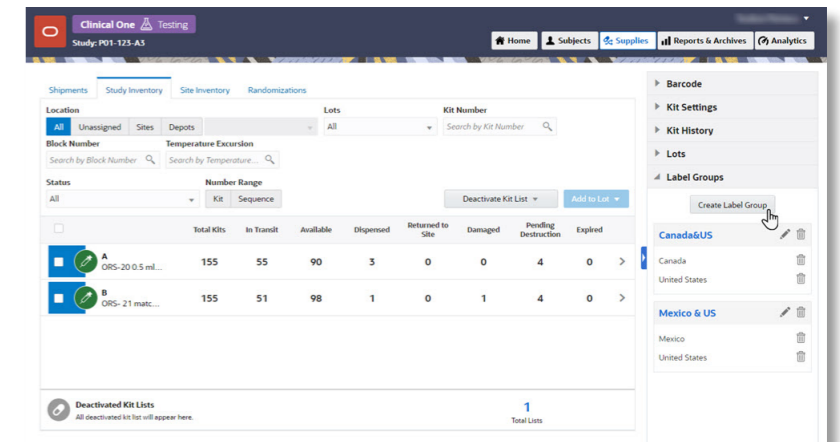 Clinical One Testing
Study: P01-123-A3
Home Subjects Supplies Reports & Archives Analytics
Shipments Study Inventory Site Inventory Randomizations
Location Lots Kit Number
All Unassigned Sites Depots All Search by Kit Number
Block Number Temperature Excursion
Search by Block Number Search by Temperature...
Status Number Range
All Kit Sequence Deactivate Kit List Add to Lot
Total Kits In Transit Available Dispensed Returned to Site Damaged Pending Destruction Expired
A
ORS-20 0.5 ml... 155 55 90 3 0 0 4 0
B
ORS- 21 matc... 155 51 98 1 0 1 4 0
Deactivated Kit Lists
All deactivated kit list will appear here.
1
Total Lists
Barcode
Kit Settings
Kit History
Lots
Label Groups
Create Label Group
Canada&US
Canada
United States
Mexico & US
Mexico
United States